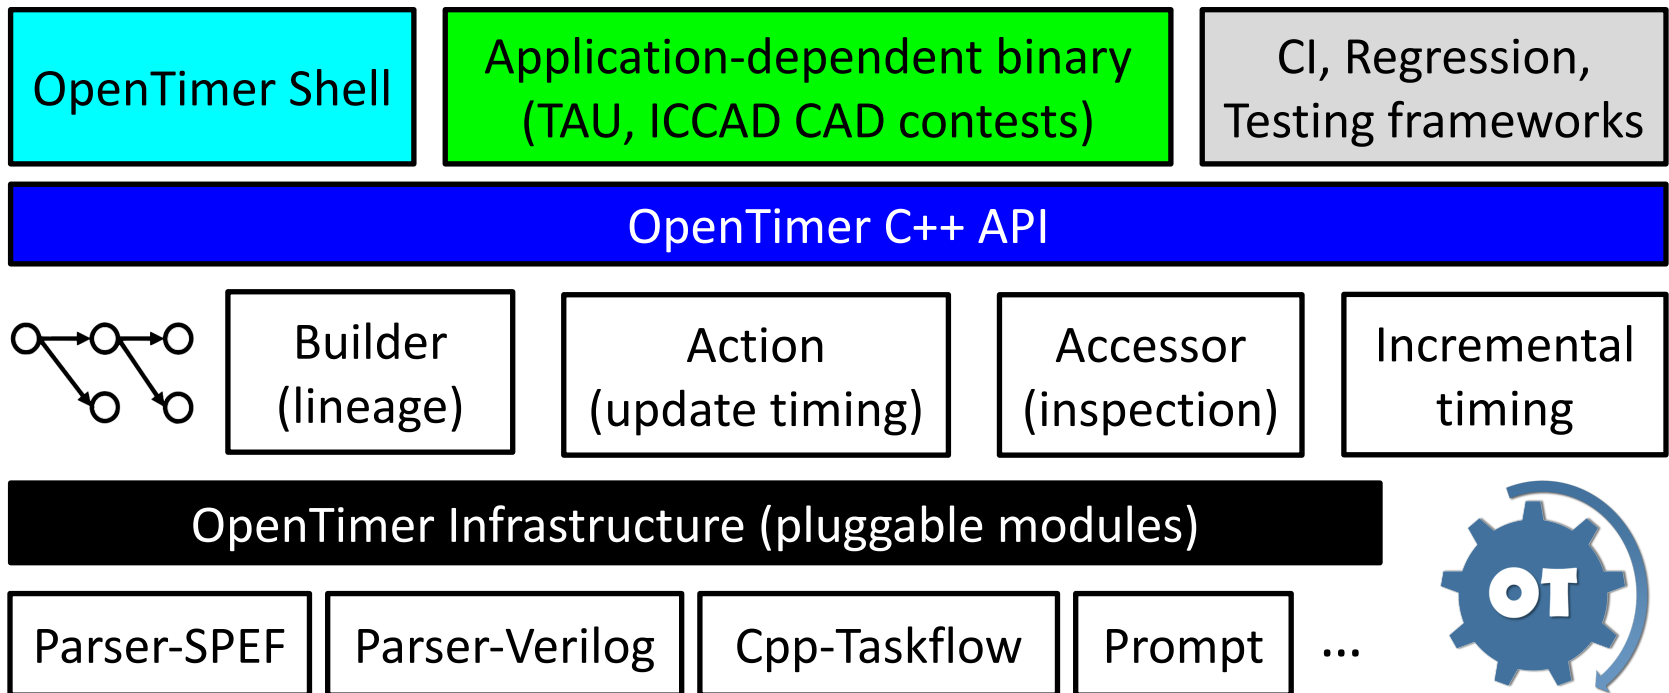 OpenTimer Shell
Application-dependent binary
(TAU, ICCAD CAD contests)
CI, Regression,
Testing frameworks
OpenTimer C++ API
Builder
(lineage)
Action
(update timing)
Accessor
(inspection)
Incremental
timing
OpenTimer Infrastructure (pluggable modules)
OT
Parser-SPEF
Parser-Verilog
Cpp-Taskflow
Prompt
...